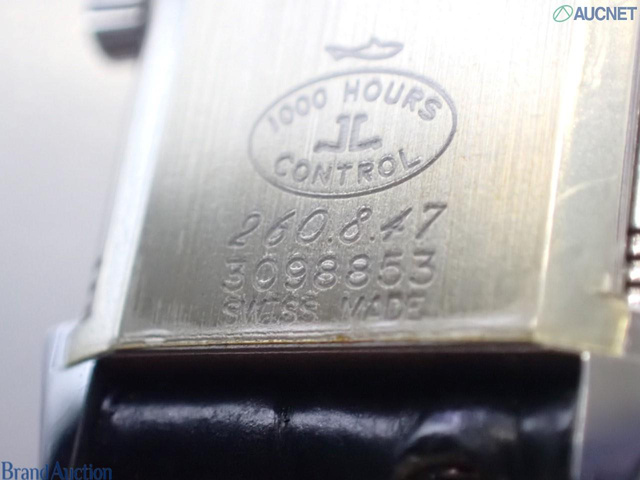 AUCNET
1000 HOURS
JL
CONTROL
260.8.47
3098853
SWISS MADE
Brand Auction